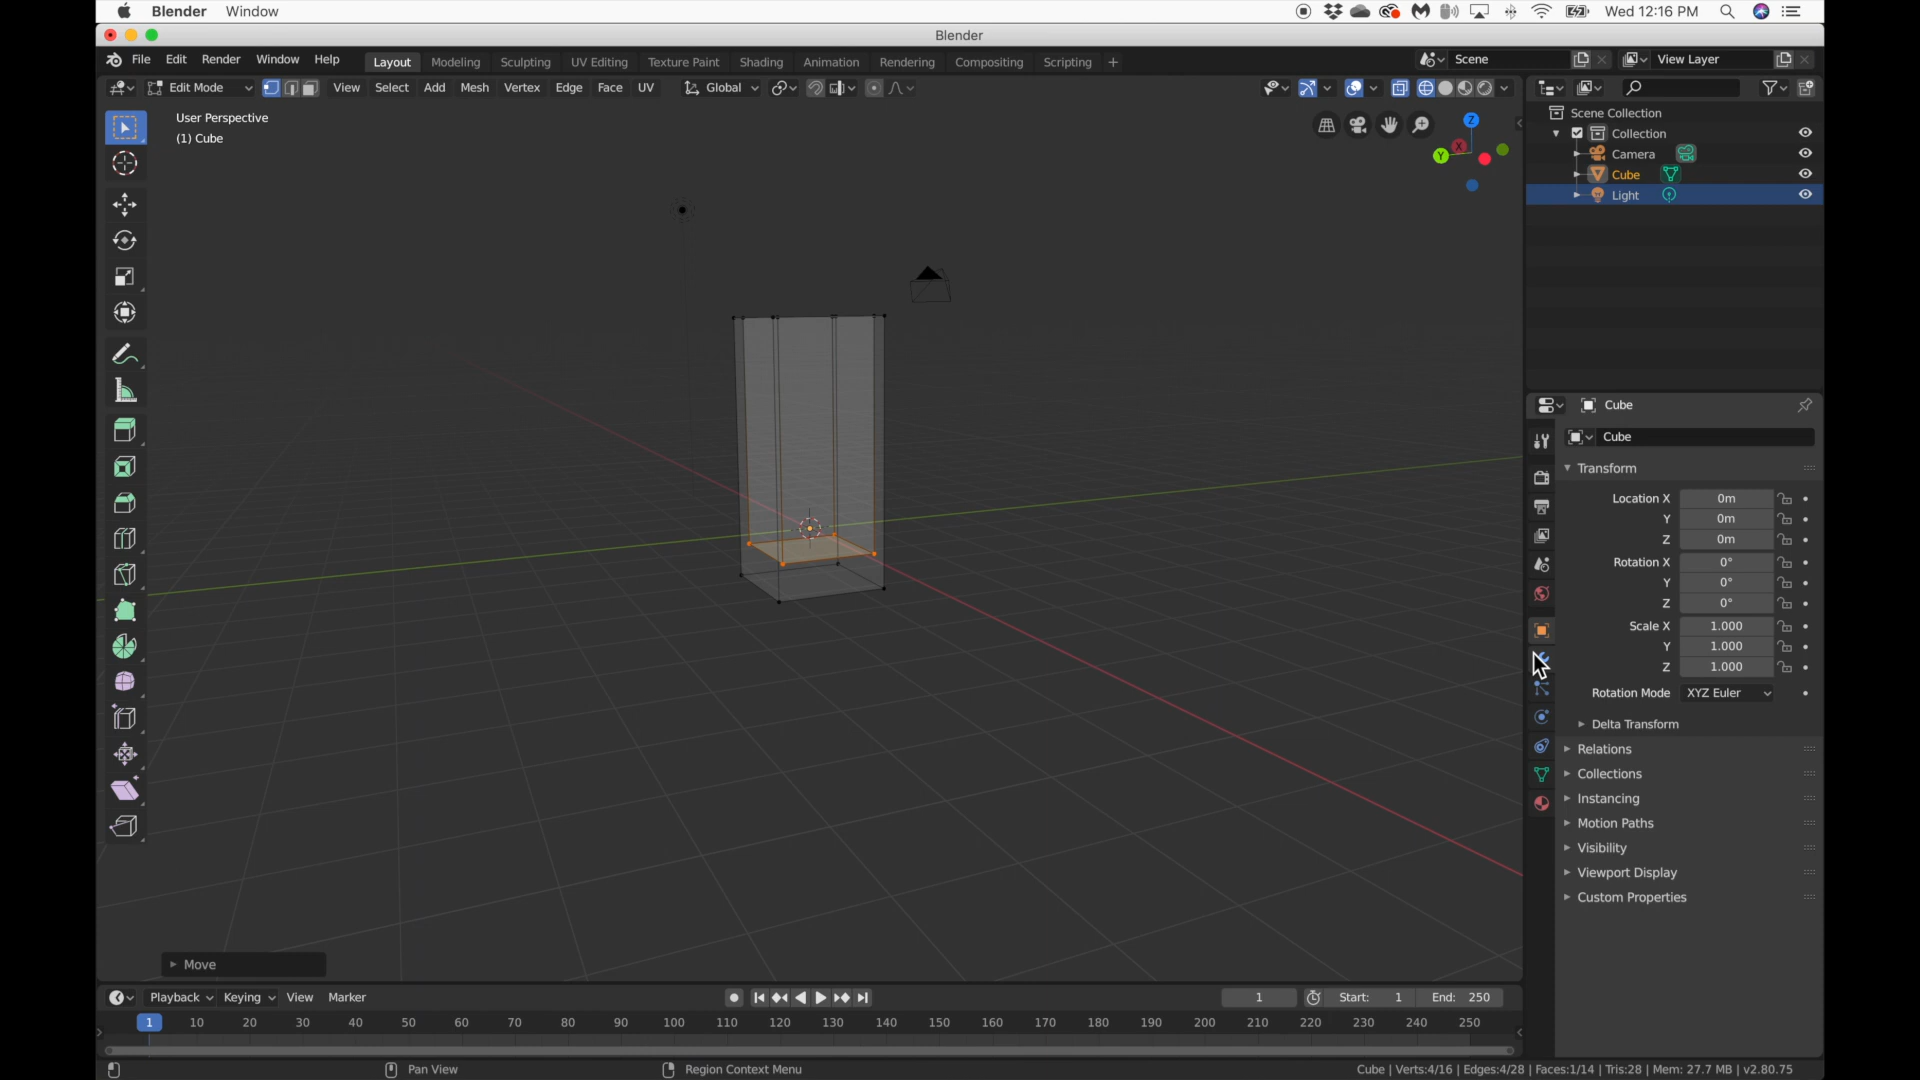 Blender Window Wed 12:16 PM
Blender
File Edit Render Window Help Layout Modeling Sculpting UV Editing Texture Paint Shading Animation Rendering Compositing Scripting + Scene View Layer
Edit Mode View Select Add Mesh Vertex Edge Face UV Global
User Perspective
(1) Cube
Z
X
Y
Scene Collection
Collection
Camera
Cube
Light
Cube
Cube
Transform
Location X 0m
Y 0m
Z 0m
Rotation X 0°
Y 0°
Z 0°
Scale X 1.000
Y 1.000
Z 1.000
Rotation Mode XYZ Euler
Delta Transform
Relations
Collections
Instancing
Motion Paths
Visibility
Viewport Display
Custom Properties
Move
Playback Keying View Marker 1 Start: 1 End: 250
1 10 20 30 40 50 60 70 80 90 100 110 120 130 140 150 160 170 180 190 200 210 220 230 240 250
Pan View Region Context Menu Cube | Verts:4/16 | Edges:4/28 | Faces:1/14 | Tris:28 | Mem: 27.7 MB | v2.80.75